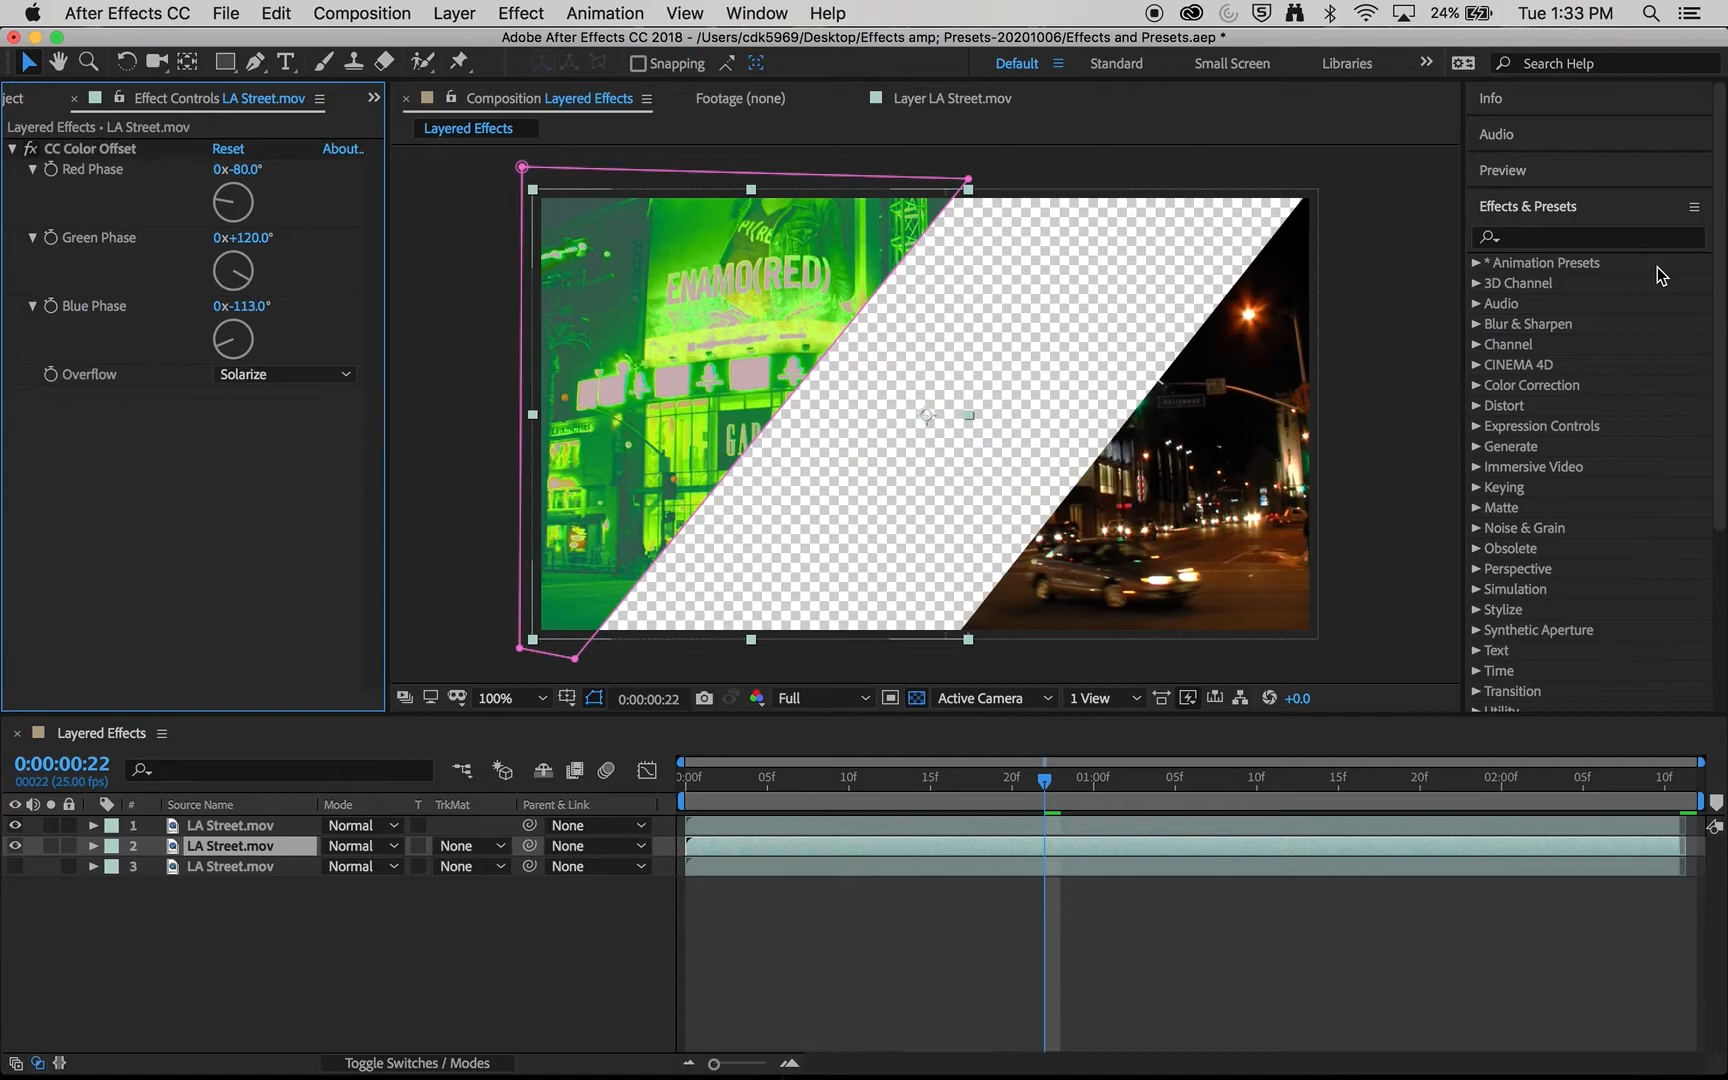 After Effects CC File Edit Composition Layer Effect Animation View Window Help 24% Tue 1:33 PM
Adobe After Effects CC 2018 - /Users/cdk5969/Desktop/Effects amp; Presets-20201006/Effects and Presets.aep *
Snapping Default Standard Small Screen Libraries Search Help
ject Effect Controls LA Street.mov Composition Layered Effects Footage (none) Layer LA Street.mov
Layered Effects • LA Street.mov
Layered Effects
fx CC Color Offset Reset About..
Red Phase 0x-80.0°
Green Phase 0x+120.0°
Blue Phase 0x-113.0°
Overflow Solarize
ENAMO(RED)
GAR
Info
Audio
Preview
Effects & Presets
* Animation Presets
3D Channel
Audio
Blur & Sharpen
Channel
CINEMA 4D
Color Correction
Distort
Expression Controls
Generate
Immersive Video
Keying
Matte
Noise & Grain
Obsolete
Perspective
Simulation
Stylize
Synthetic Aperture
Text
Time
Transition
Utility
100% 0:00:00:22 Full Active Camera 1 View +0.0
Layered Effects
0:00:00:22
00022 (25.00 fps)
0:00f 05f 10f 15f 20f 01:00f 05f 10f 15f 20f 02:00f 05f 10f
# Source Name Mode T TrkMat Parent & Link
1 LA Street.mov Normal None
2 LA Street.mov Normal None None
3 LA Street.mov Normal None None
Toggle Switches / Modes